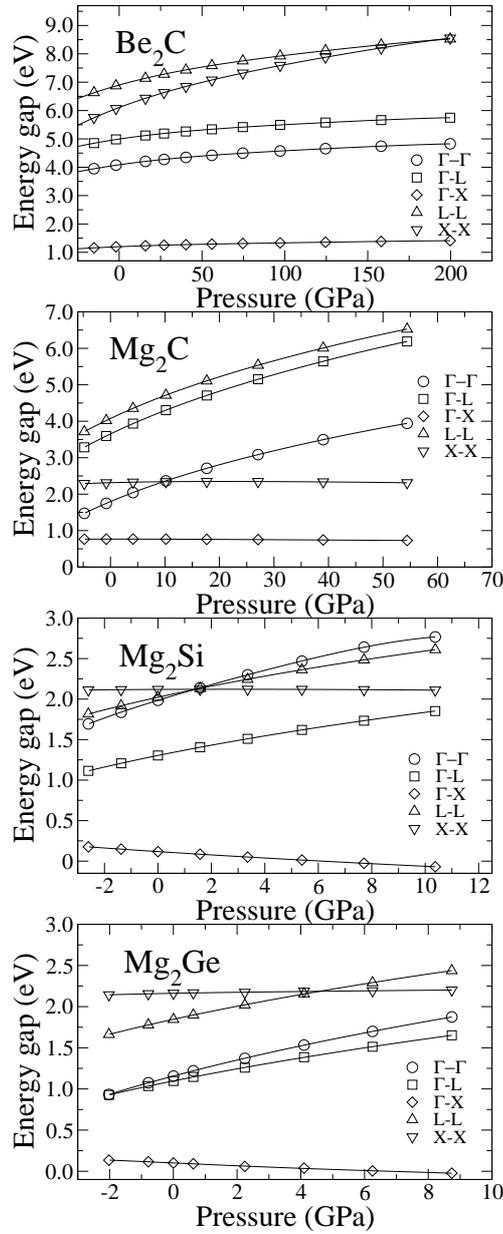 Be2C
Energy gap (eV)
9.0
8.0
7.0
6.0
5.0
4.0
3.0
2.0
1.0
Γ–Γ
Γ-L
Γ-X
L-L
X-X
0 50 100 150 200
Pressure (GPa)
Mg2C
Energy gap (eV)
7.0
6.0
5.0
4.0
3.0
2.0
1.0
0
Γ–Γ
Γ-L
Γ-X
L-L
X-X
0 10 20 30 40 50 60 70
Pressure (GPa)
Mg2Si
Energy gap (eV)
3.0
2.5
2.0
1.5
1.0
0.5
0
Γ–Γ
Γ-L
Γ-X
L-L
X-X
-2 0 2 4 6 8 10 12
Pressure (GPa)
Mg2Ge
Energy gap (eV)
3.0
2.5
2.0
1.5
1.0
0.5
0.0
Γ–Γ
Γ-L
Γ-X
L-L
X-X
-2 0 2 4 6 8 10
Pressure (GPa)